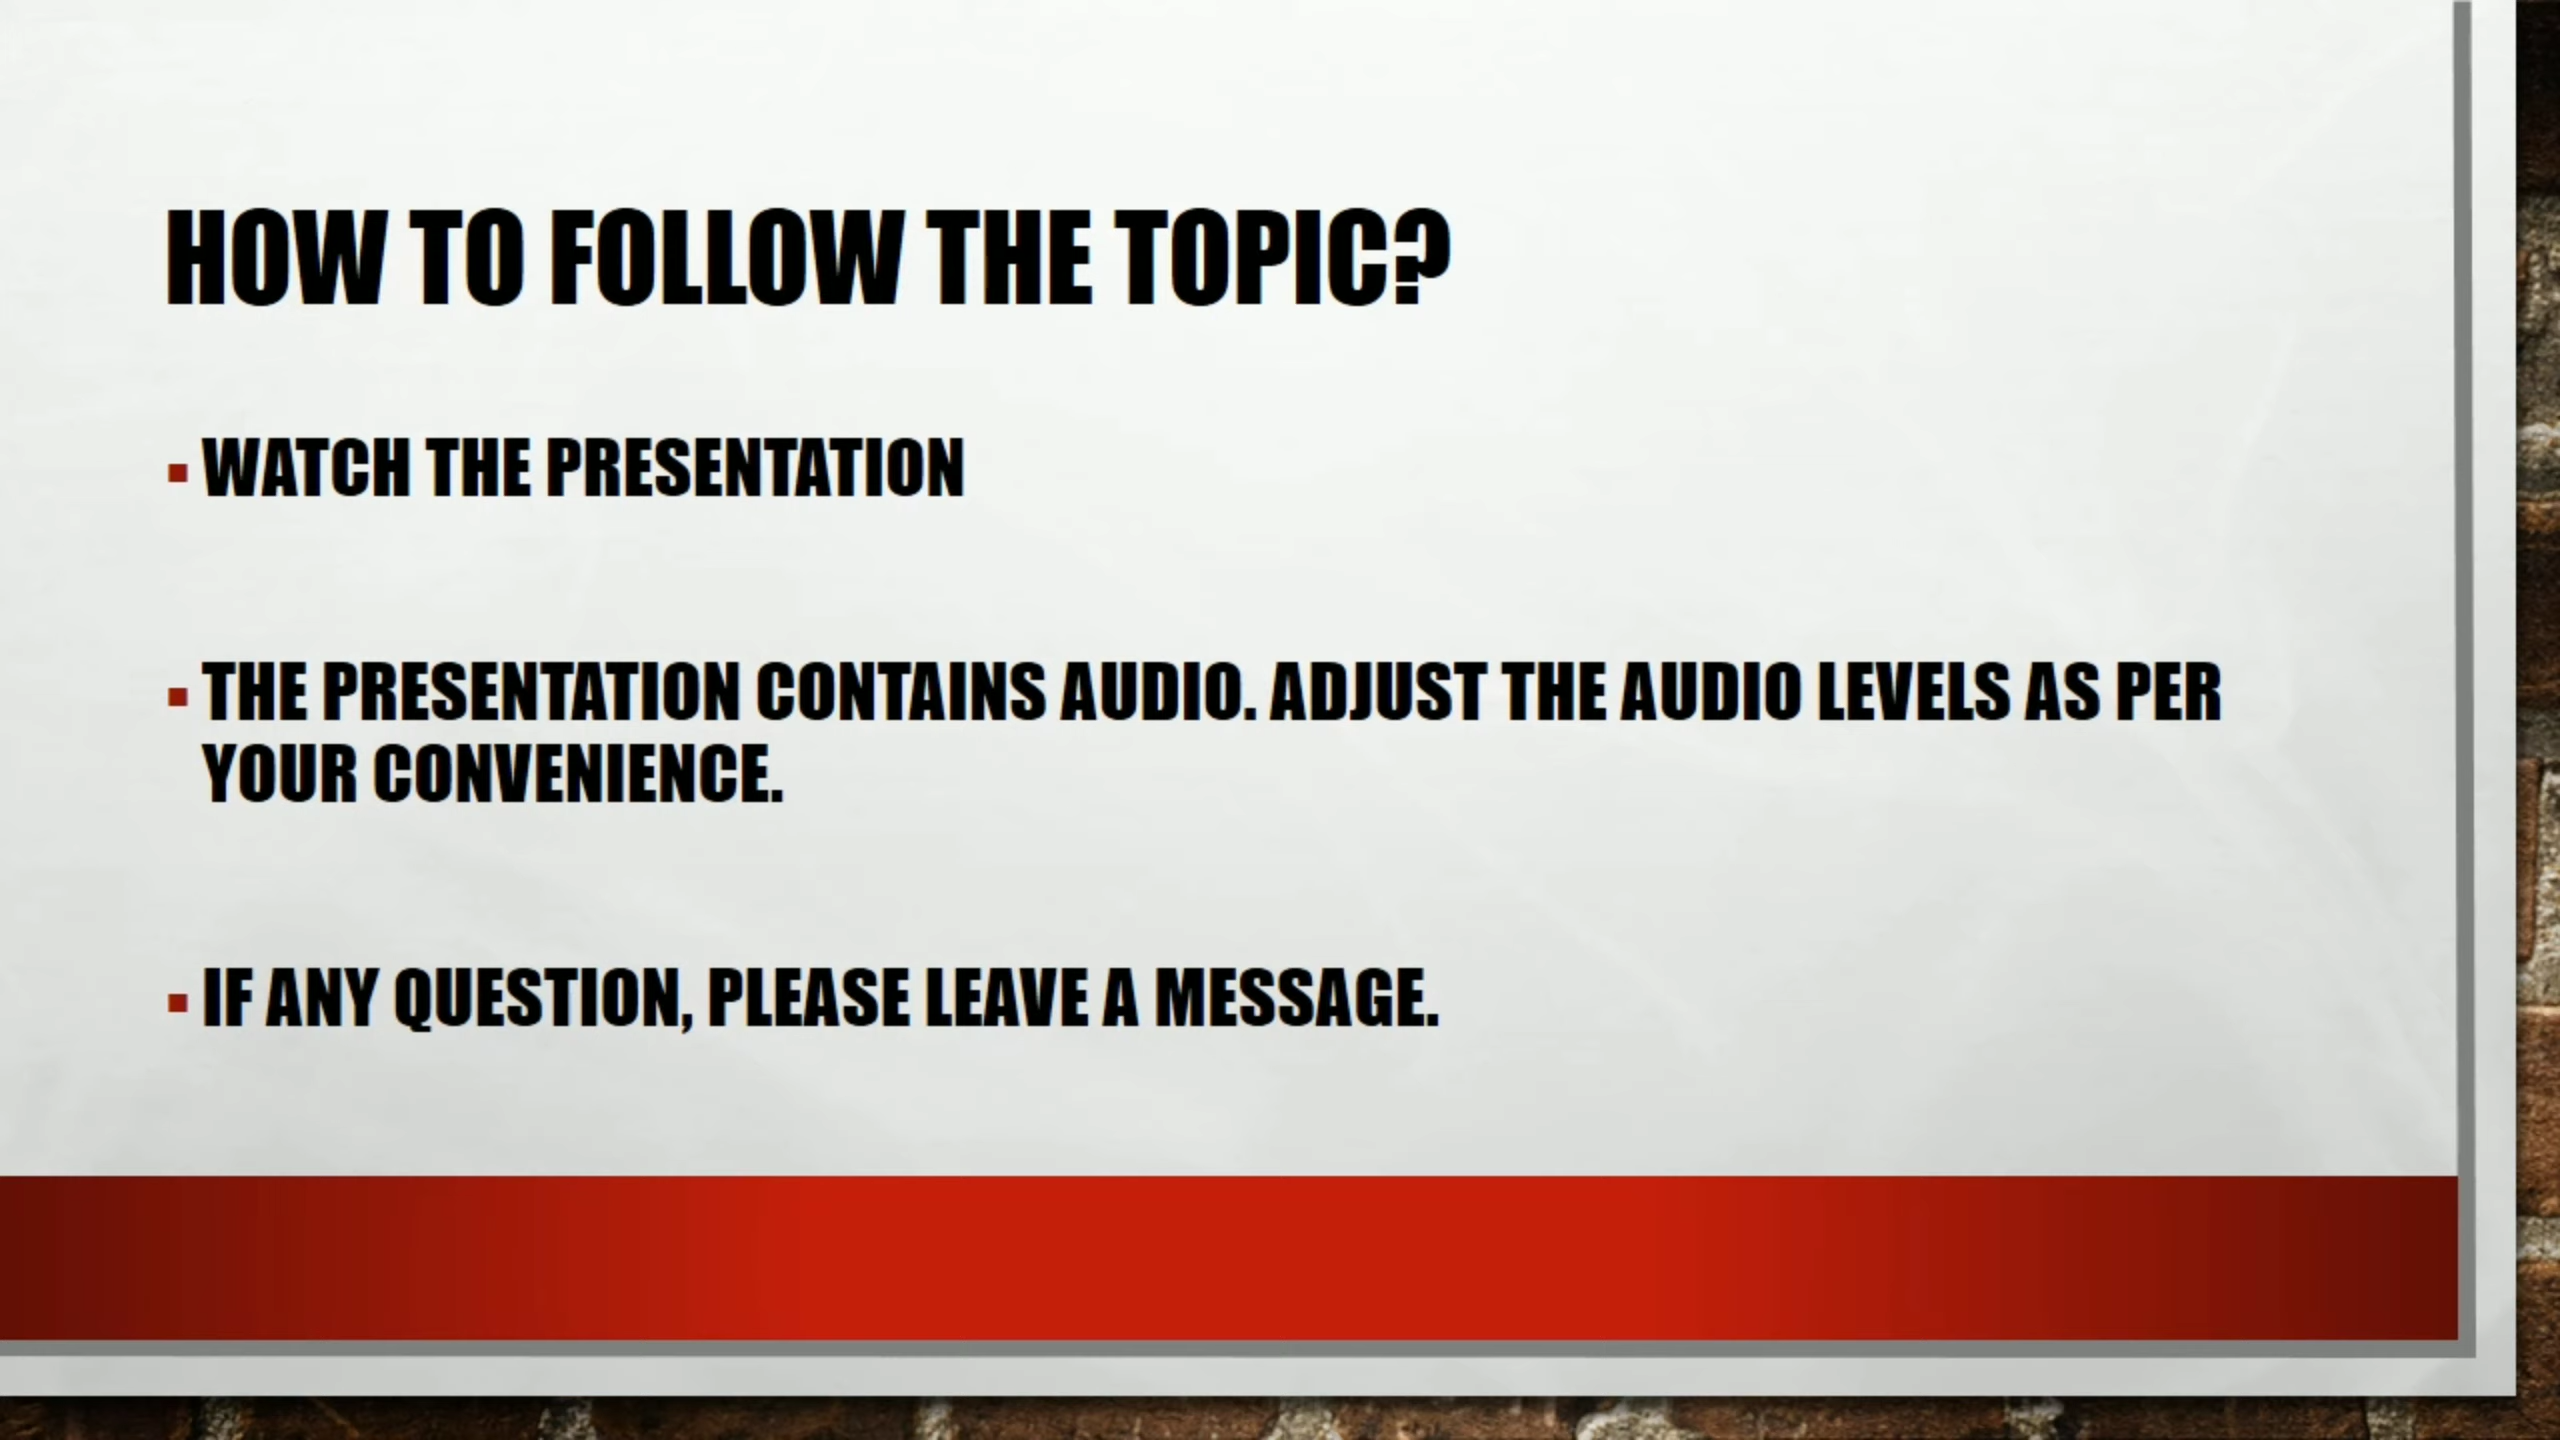 HOW TO FOLLOW THE TOPIC?
▪ WATCH THE PRESENTATION
▪ THE PRESENTATION CONTAINS AUDIO. ADJUST THE AUDIO LEVELS AS PER
YOUR CONVENIENCE.
▪ IF ANY QUESTION, PLEASE LEAVE A MESSAGE.